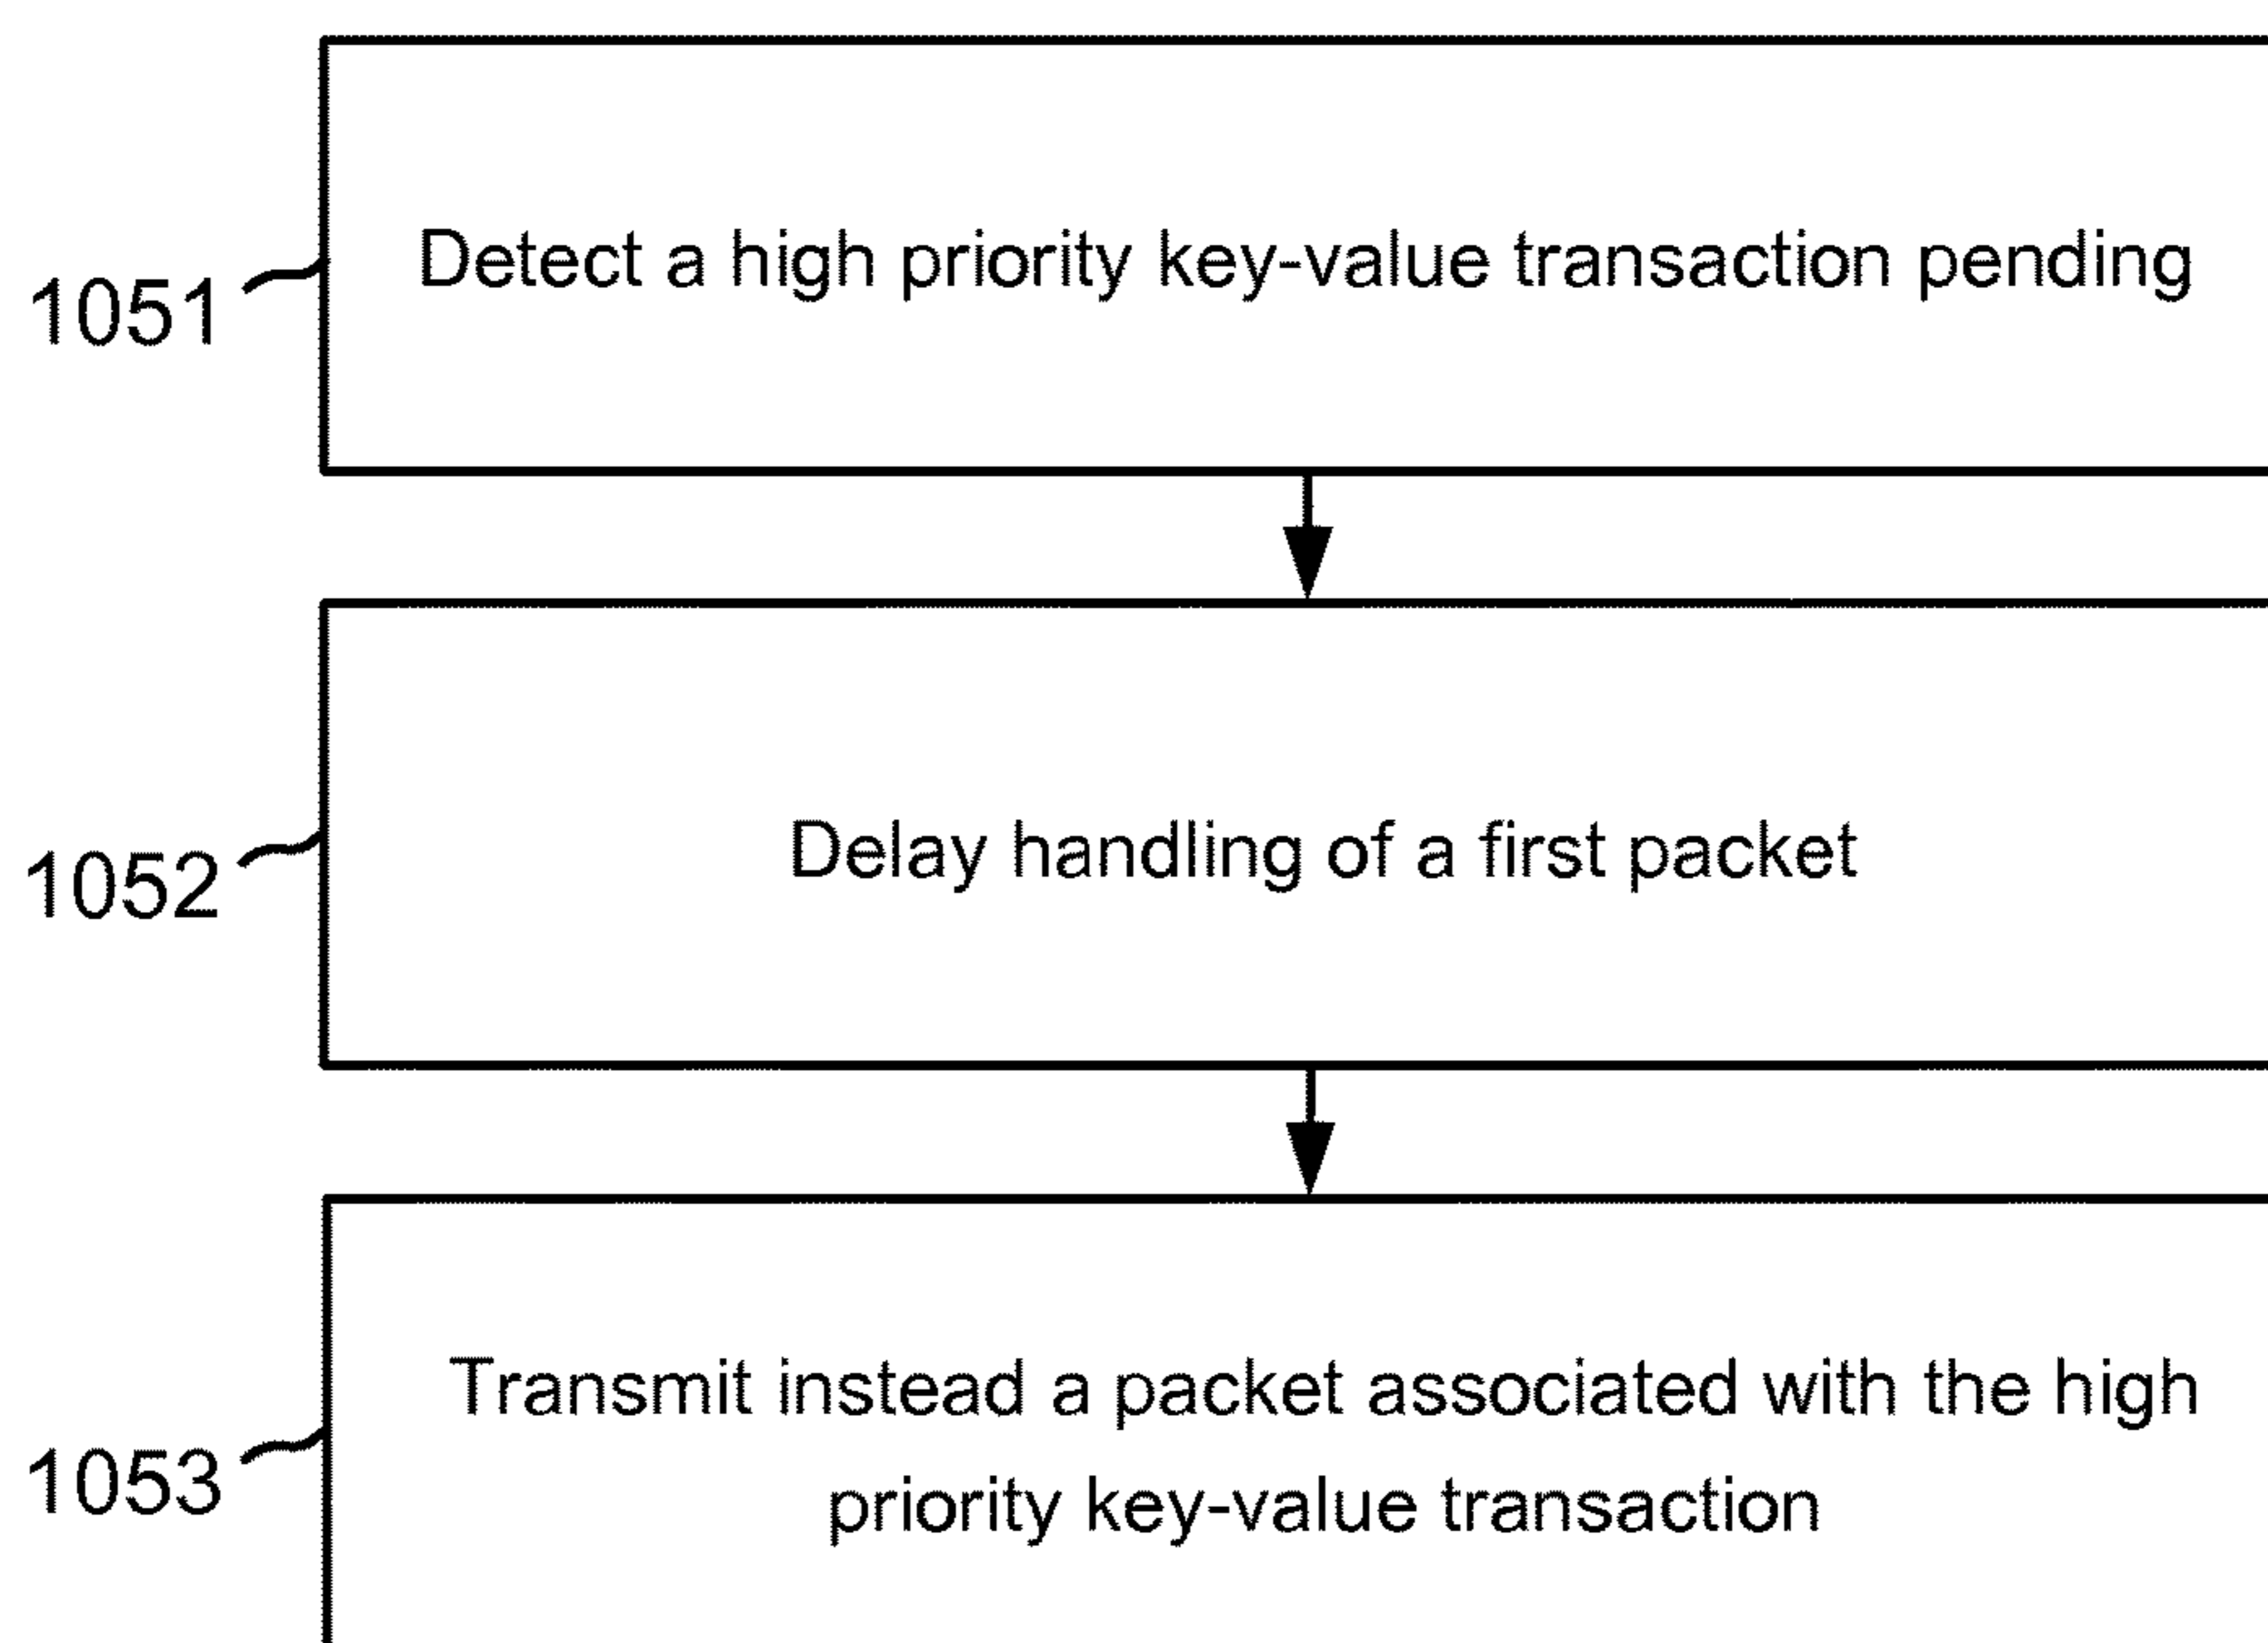 1051
Detect a high priority key-value transaction pending
1052
Delay handling of a first packet
1053
Transmit instead a packet associated with the high
priority key-value transaction